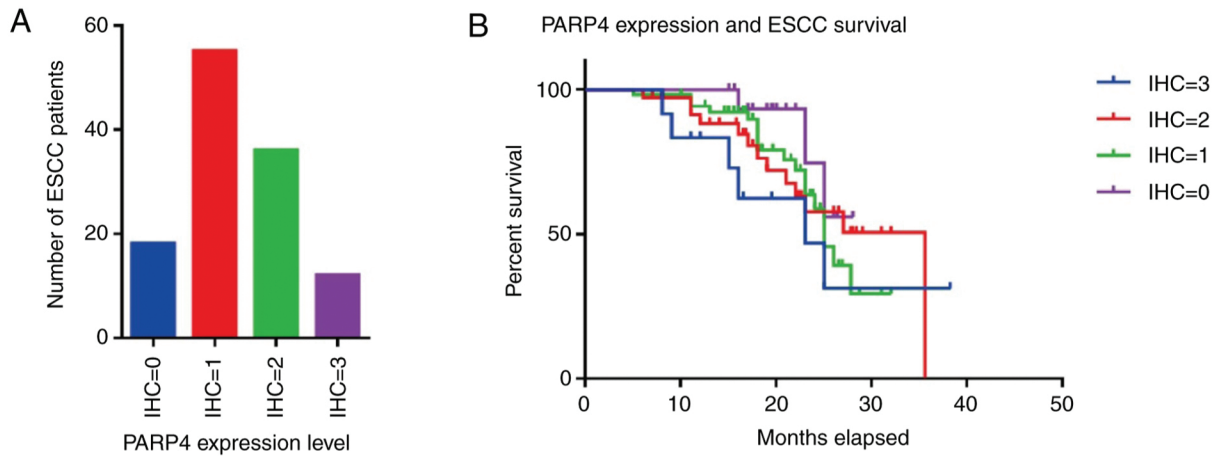 A
Number of ESCC patients
60
40
20
0
IHC=0
IHC=1
IHC=2
IHC=3
PARP4 expression level
B
PARP4 expression and ESCC survival
Percent survival
100
50
0
0 10 20 30 40 50
Months elapsed
IHC=3
IHC=2
IHC=1
IHC=0